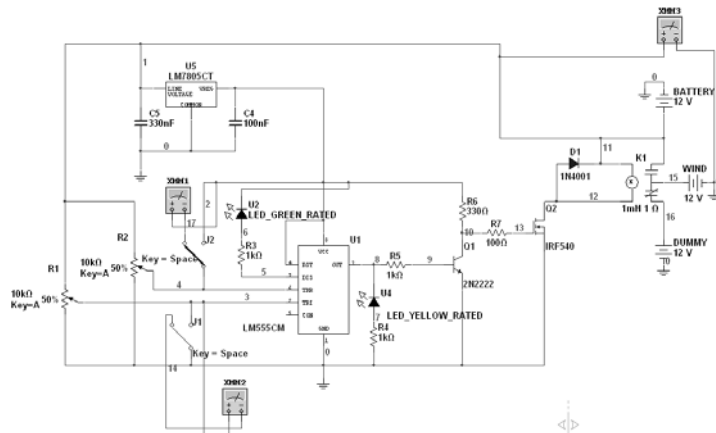 XMM3
1
U5
LM7805CT
LINE VREG
VOLTAGE
COMMON
C5
330nF
C4
100nF
0
0
BATTERY
12 V
D1
1N4001
11
K1
K
12
1mH 1 Ω
15
WIND
12 V
16
DUMMY
12 V
0
XMM1
17
2
J2
Key = Space
U2
LED_GREEN_RATED
6
R3
1kΩ
5
R2
10kΩ
Key=A
50%
R1
10kΩ
Key=A
50%
4
3
J1
Key = Space
14
U1
VCC
RST
DIS
THR
TRI
CON
OUT
GND
LM555CM
0
8
R5
1kΩ
9
U4
LED_YELLOW_RATED
7
R4
1kΩ
R6
330Ω
10
Q1
2N2222
R7
100Ω
13
Q2
IRF540
XMM2